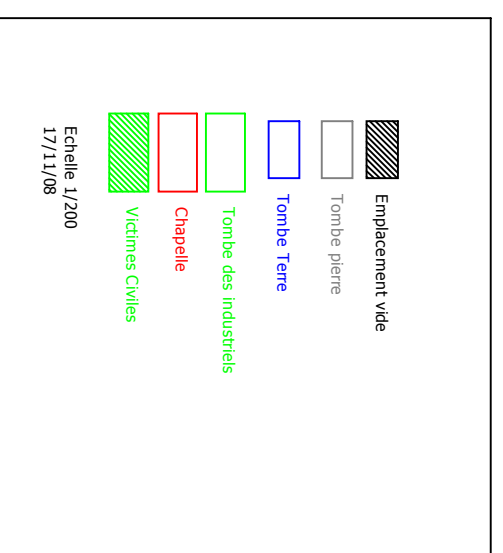 Emplacement vide
Tombe pierre
Tombe Terre
Tombe des industriels
Chapelle
Victimes Civiles
Echelle 1/200
17/11/08